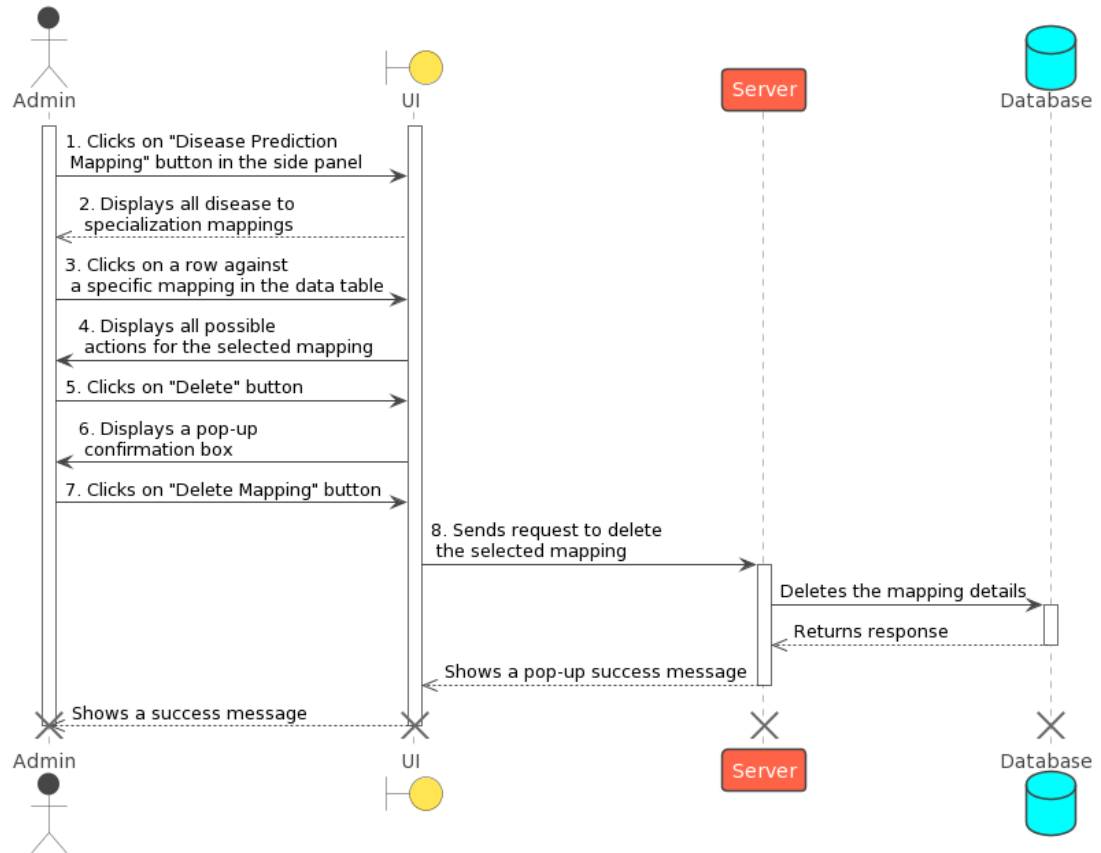 Admin
UI
Server
Database
1. Clicks on "Disease Prediction
Mapping" button in the side panel
2. Displays all disease to
specialization mappings
3. Clicks on a row against
a specific mapping in the data table
4. Displays all possible
actions for the selected mapping
5. Clicks on "Delete" button
6. Displays a pop-up
confirmation box
7. Clicks on "Delete Mapping" button
8. Sends request to delete
the selected mapping
Deletes the mapping details
Returns response
Shows a pop-up success message
Shows a success message
Admin
UI
Server
Database